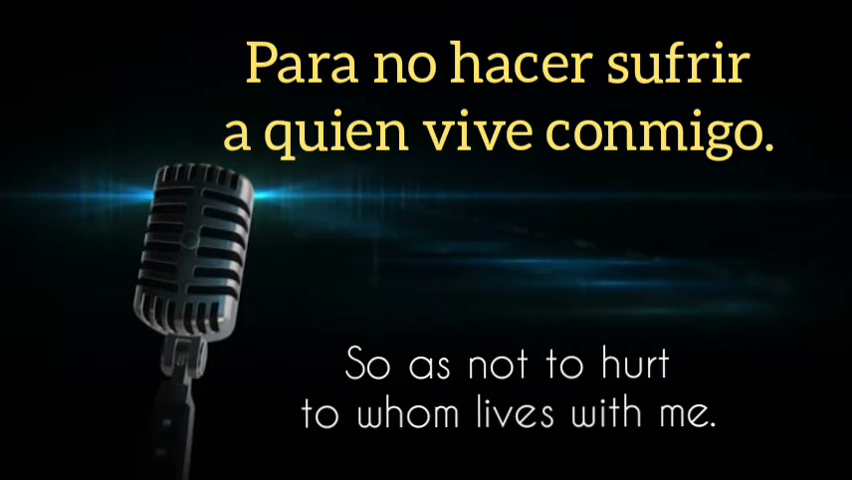 Para no hacer sufrir
a quien vive conmigo.
So as not to hurt
to whom lives with me.